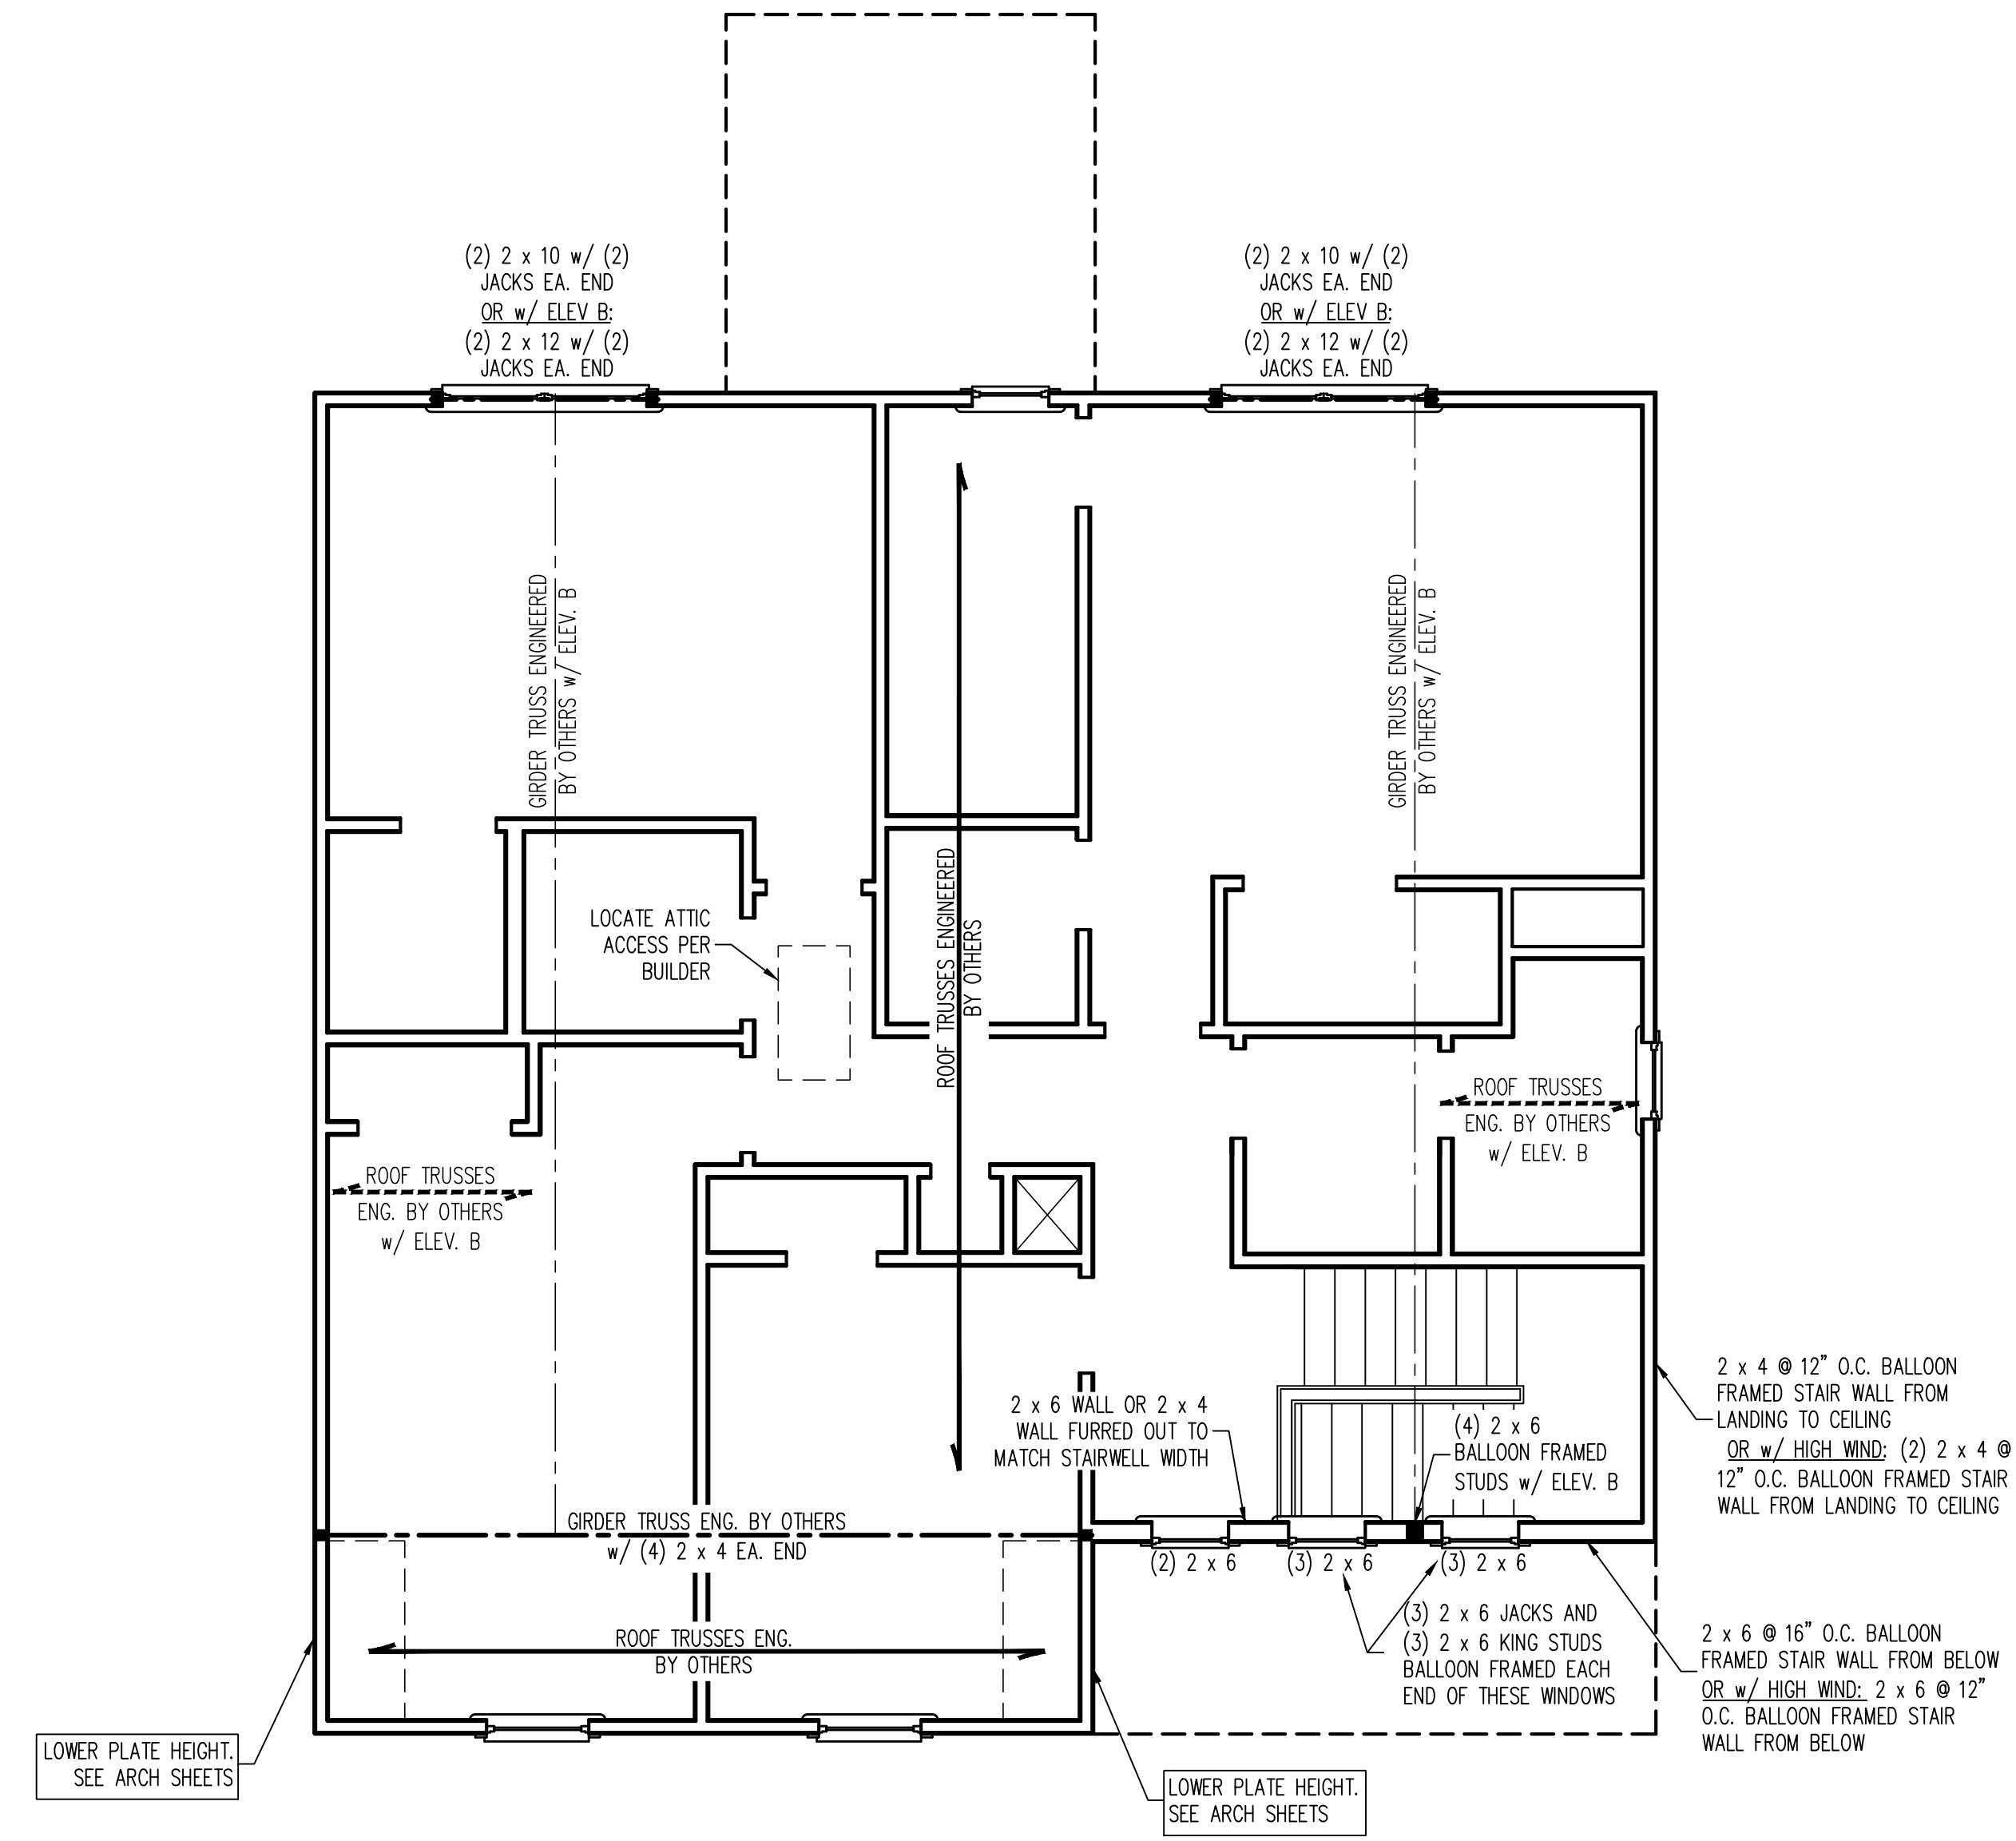 (2) 2 x 10 w/ (2)
JACKS EA. END
OR w/ ELEV B:
(2) 2 x 12 w/ (2)
JACKS EA. END
(2) 2 x 10 w/ (2)
JACKS EA. END
OR w/ ELEV B:
(2) 2 x 12 w/ (2)
JACKS EA. END
GIRDER TRUSS ENGINEERED
BY OTHERS w/ ELEV. B
GIRDER TRUSS ENGINEERED
BY OTHERS w/ ELEV. B
LOCATE ATTIC
ACCESS PER
BUILDER
ROOF TRUSSES ENGINEERED
BY OTHERS
ROOF TRUSSES
ENG. BY OTHERS
w/ ELEV. B
ROOF TRUSSES
ENG. BY OTHERS
w/ ELEV. B
2 x 4 @ 12" O.C. BALLOON
FRAMED STAIR WALL FROM
LANDING TO CEILING
OR w/ HIGH WIND: (2) 2 x 4 @
12" O.C. BALLOON FRAMED STAIR
WALL FROM LANDING TO CEILING
2 x 6 WALL OR 2 x 4
WALL FURRED OUT TO
MATCH STAIRWELL WIDTH
(4) 2 x 6
BALLOON FRAMED
STUDS w/ ELEV. B
GIRDER TRUSS ENG. BY OTHERS
w/ (4) 2 x 4 EA. END
(2) 2 x 6
(3) 2 x 6
(3) 2 x 6
(3) 2 x 6 JACKS AND
(3) 2 x 6 KING STUDS
BALLOON FRAMED EACH
END OF THESE WINDOWS
ROOF TRUSSES ENG.
BY OTHERS
2 x 6 @ 16" O.C. BALLOON
FRAMED STAIR WALL FROM BELOW
OR w/ HIGH WIND: 2 x 6 @ 12"
O.C. BALLOON FRAMED STAIR
WALL FROM BELOW
LOWER PLATE HEIGHT.
SEE ARCH SHEETS
LOWER PLATE HEIGHT.
SEE ARCH SHEETS